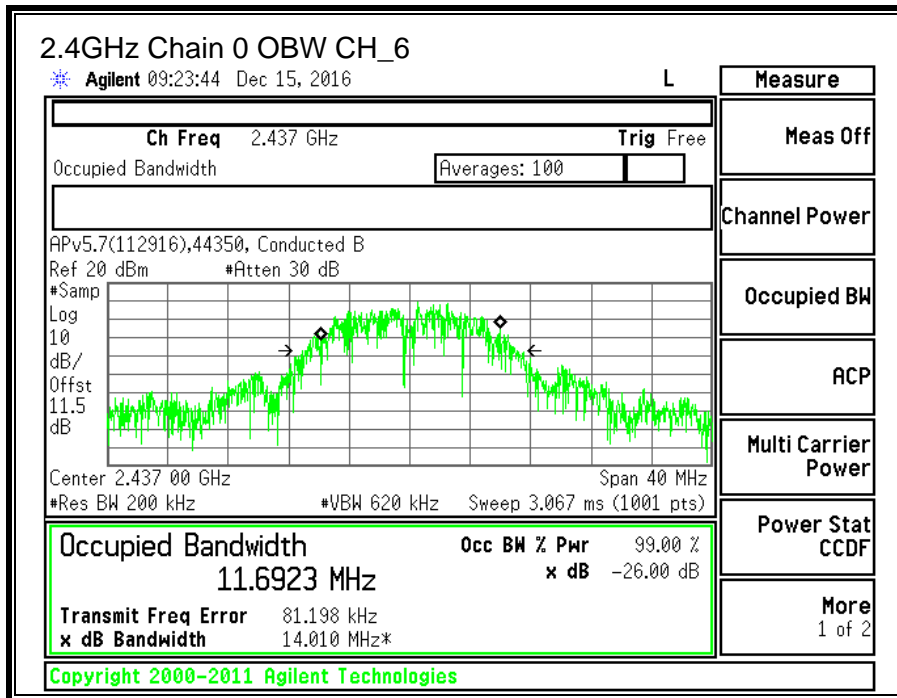 2.4GHz Chain 0 OBW CH_6
Agilent 09:23:44 Dec 15, 2016 L
Measure
Ch Freq 2.437 GHz Trig Free
Occupied Bandwidth Averages: 100
APv5.7(112916),44350, Conducted B
Ref 20 dBm #Atten 30 dB
#Samp
Log
10
dB/
Offst
11.5
dB
Center 2.437 00 GHz Span 40 MHz
#Res BW 200 kHz #VBW 620 kHz Sweep 3.067 ms (1001 pts)
Occupied Bandwidth Occ BW % Pwr 99.00 %
11.6923 MHz x dB -26.00 dB
Transmit Freq Error 81.198 kHz
x dB Bandwidth 14.010 MHz*
Copyright 2000-2011 Agilent Technologies
Meas Off
Channel Power
Occupied BW
ACP
Multi Carrier
Power
Power Stat
CCDF
More
1 of 2